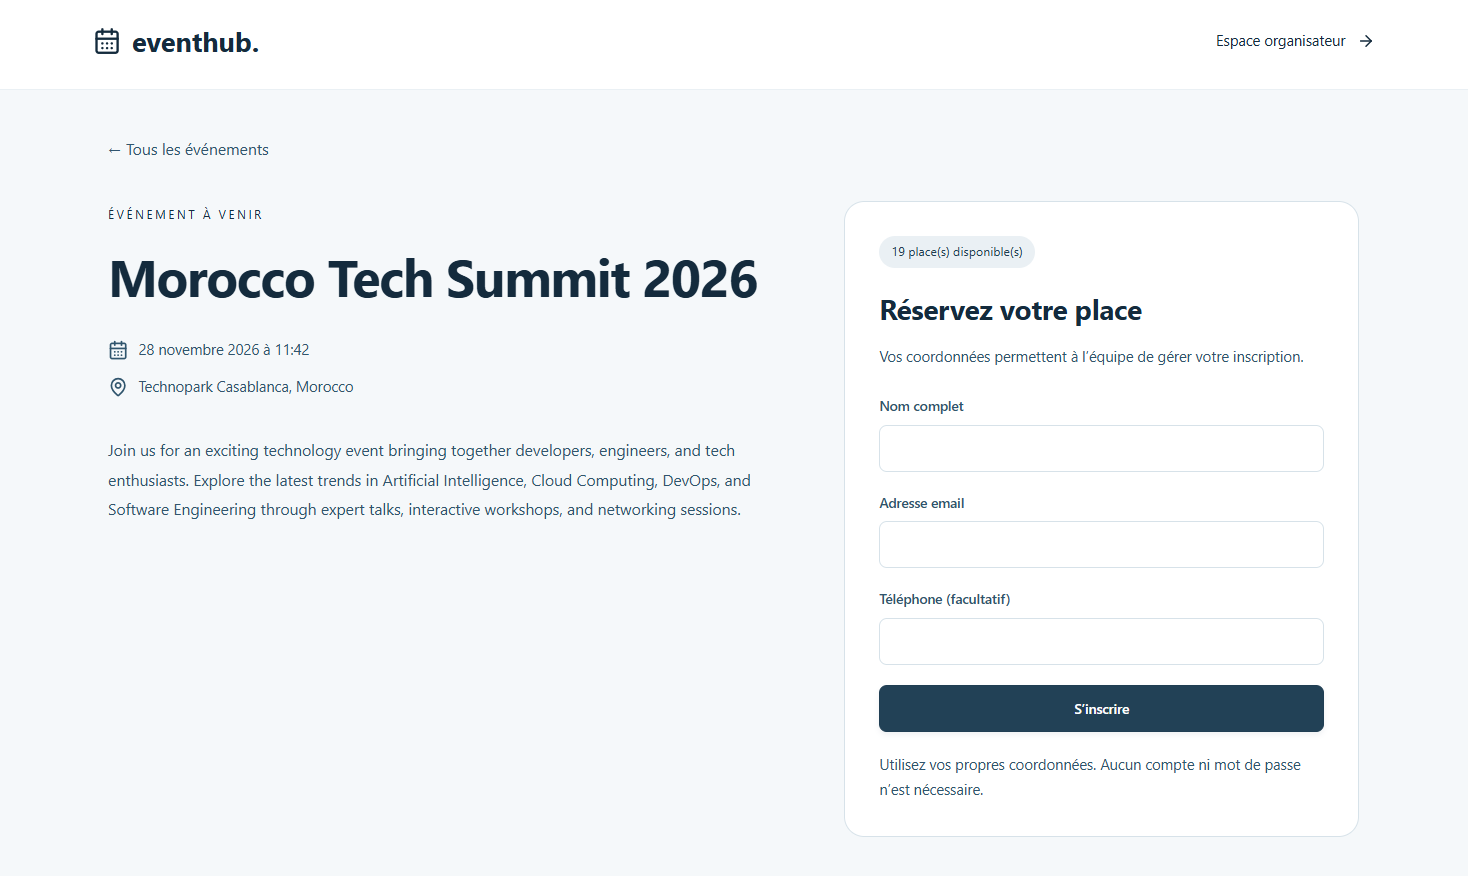 eventhub.
Espace organisateur →
← Tous les événements
ÉVÉNEMENT À VENIR
Morocco Tech Summit 2026
28 novembre 2026 à 11:42
Technopark Casablanca, Morocco
Join us for an exciting technology event bringing together developers, engineers, and tech
enthusiasts. Explore the latest trends in Artificial Intelligence, Cloud Computing, DevOps, and
Software Engineering through expert talks, interactive workshops, and networking sessions.
19 place(s) disponible(s)
Réservez votre place
Vos coordonnées permettent à l’équipe de gérer votre inscription.
Nom complet
Adresse email
Téléphone (facultatif)
S’inscrire
Utilisez vos propres coordonnées. Aucun compte ni mot de passe
n’est nécessaire.